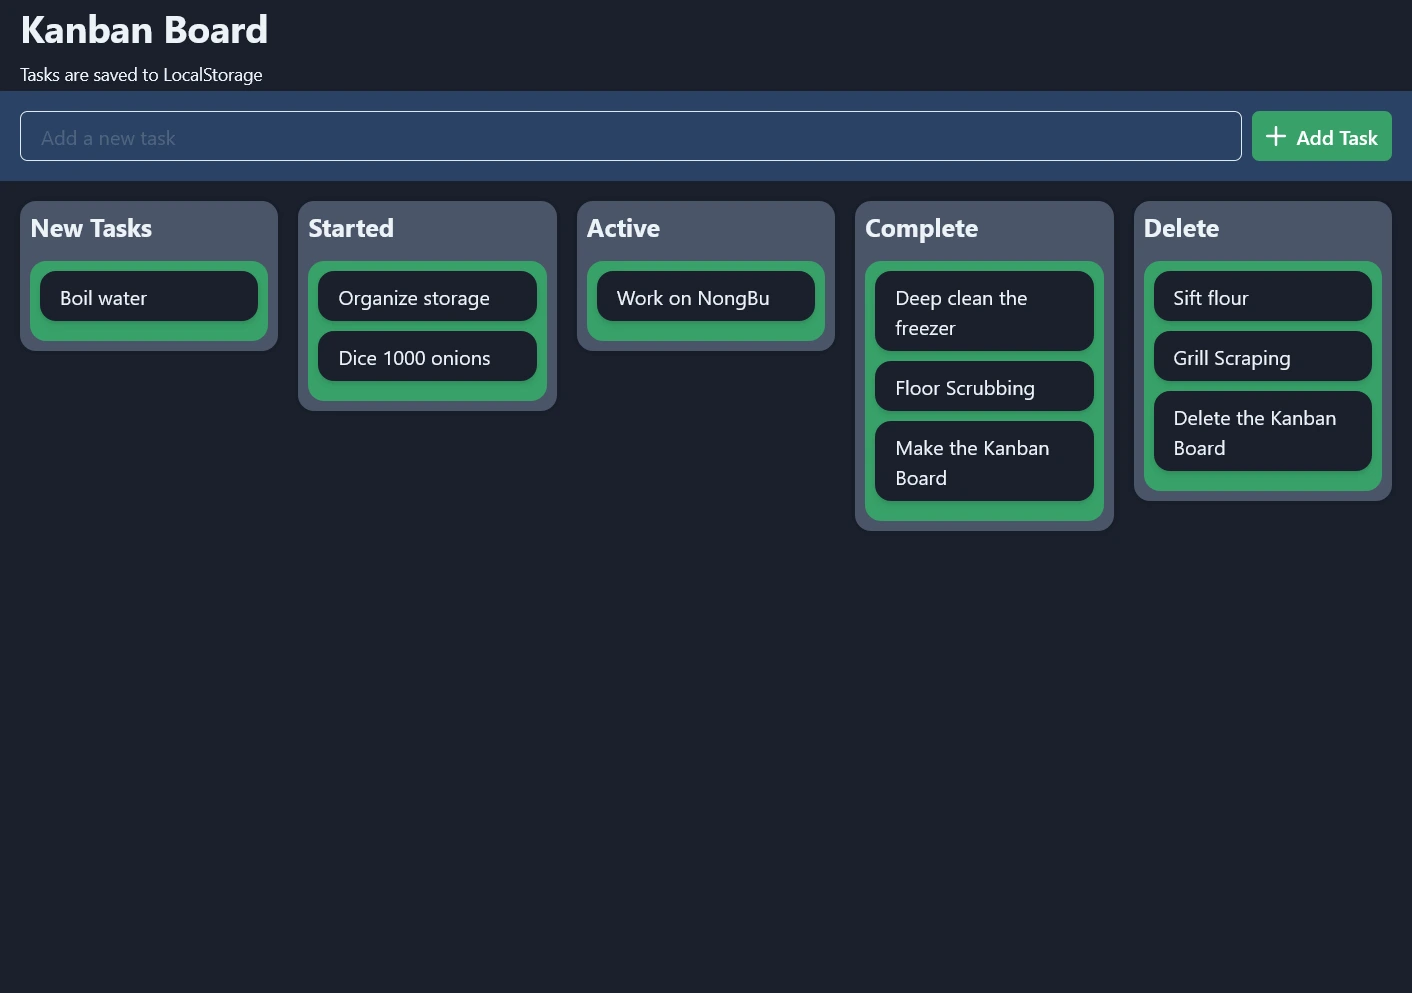 Kanban Board
Tasks are saved to LocalStorage
Add a new task
Add Task
New Tasks
Boil water
Started
Organize storage
Dice 1000 onions
Active
Work on NongBu
Complete
Deep clean the
freezer
Floor Scrubbing
Make the Kanban
Board
Delete
Sift flour
Grill Scraping
Delete the Kanban
Board